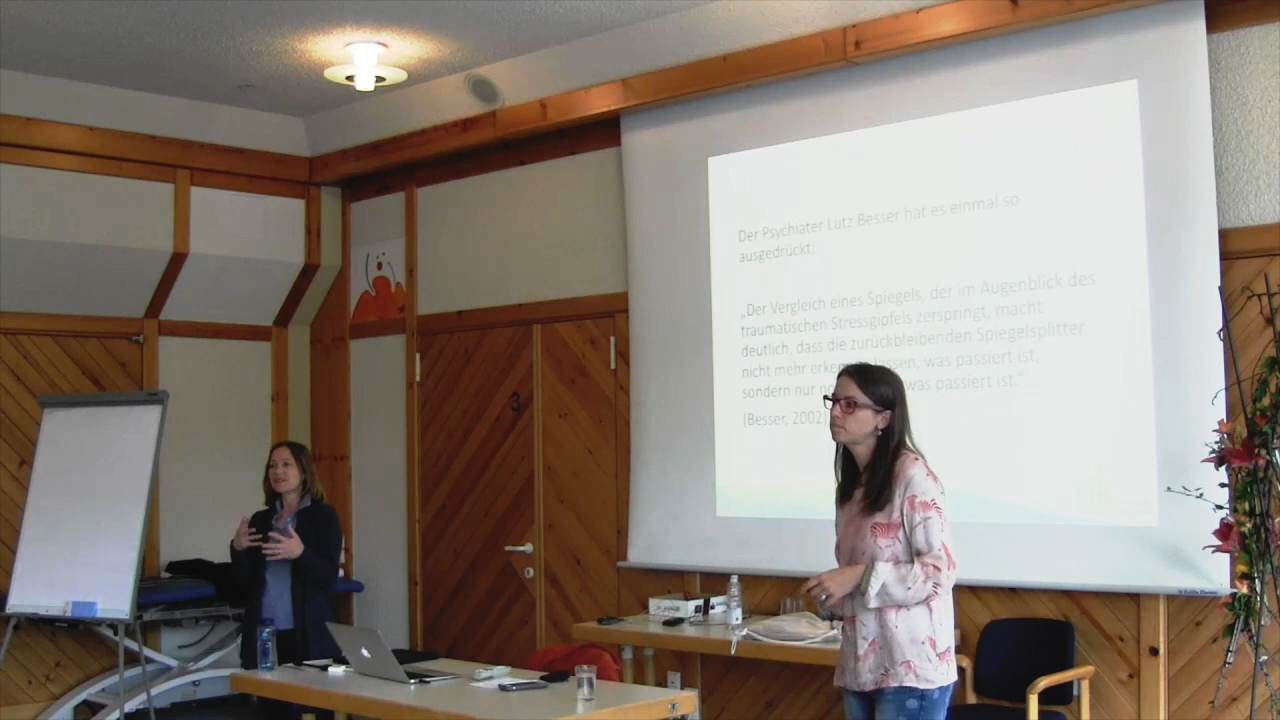 Der Psychiater Lutz Besser hat es einmal so
ausgedrückt:
„Der Vergleich eines Spiegels, der im Augenblick des
traumatischen Stressgipfels zerspringt, macht
deutlich, dass die zurückbleibenden Spiegelsplitter
nicht mehr was passiert ist,
sondern nur was passiert ist."
(Besser, 2002)
3